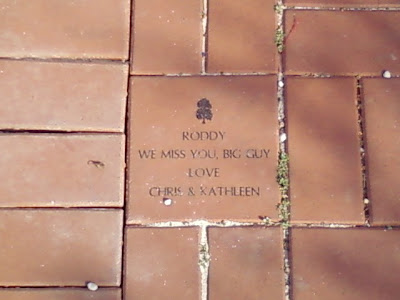 RODDY
WE MISS YOU, BIG GUY
LOVE
CHRIS & KATHLEEN